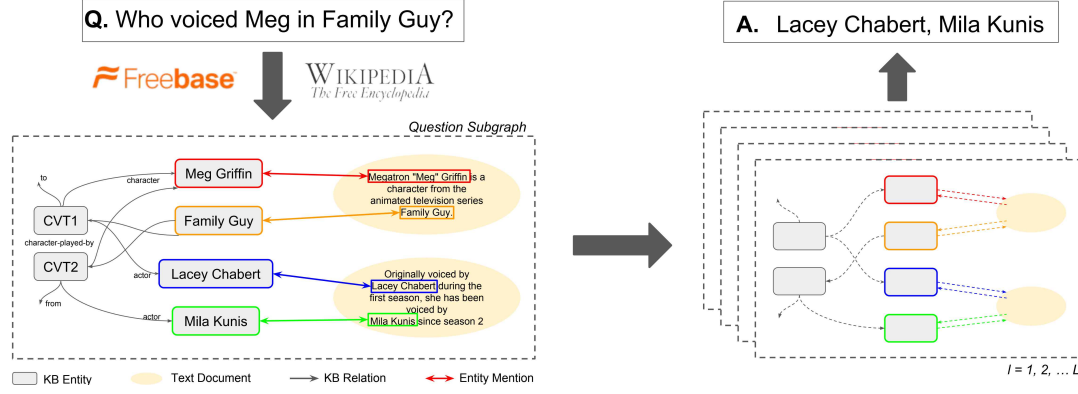 Q. Who voiced Meg in Family Guy?
A. Lacey Chabert, Mila Kunis
Freebase
WIKIPEDIA
The Free Encyclopedia
Question Subgraph
to
character
Meg Griffin
Megatron "Meg" Griffin is a
character from the
animated television series
Family Guy.
CVT1
Family Guy
character-played-by
CVT2
actor
Lacey Chabert
Originally voiced by
Lacey Chabert during the
first season, she has been
voiced by
Mila Kunis since season 2
from
actor
Mila Kunis
KB Entity
Text Document
KB Relation
Entity Mention
l = 1, 2, … L